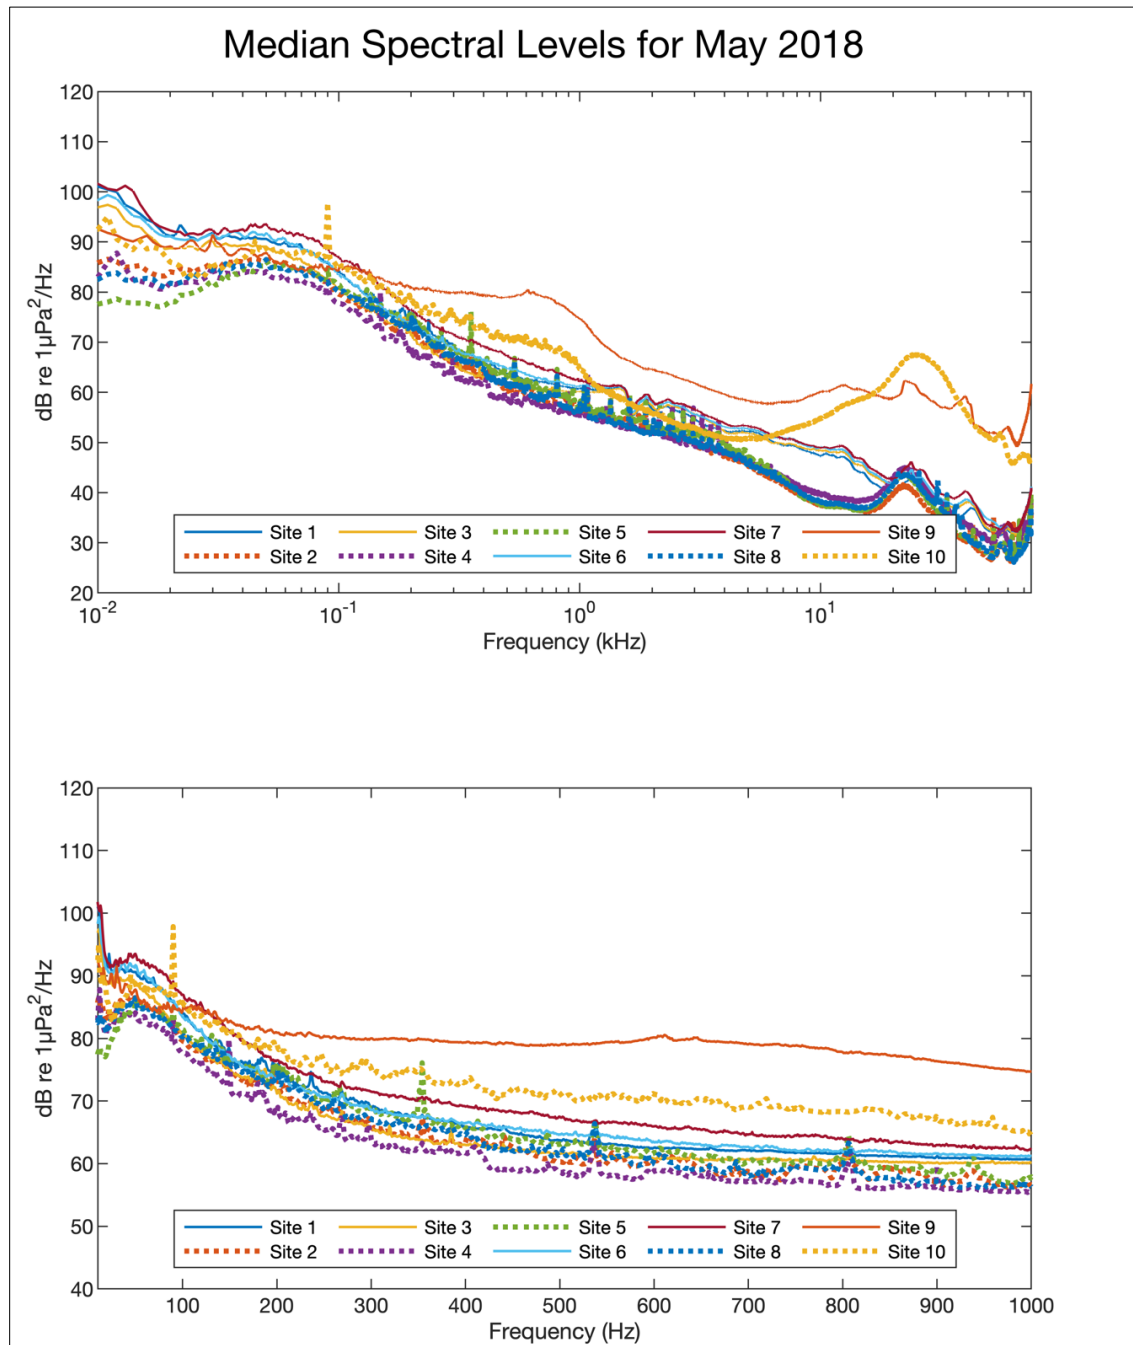 Median Spectral Levels for May 2018
120
110
100
90
80
70
60
50
40
30
20
dB re 1µPa²/Hz
Site 1 Site 3 Site 5 Site 7 Site 9
Site 2 Site 4 Site 6 Site 8 Site 10
10⁻² 10⁻¹ 10⁰ 10¹
Frequency (kHz)
120
110
100
90
80
70
60
50
40
dB re 1µPa²/Hz
Site 1 Site 3 Site 5 Site 7 Site 9
Site 2 Site 4 Site 6 Site 8 Site 10
100 200 300 400 500 600 700 800 900 1000
Frequency (Hz)